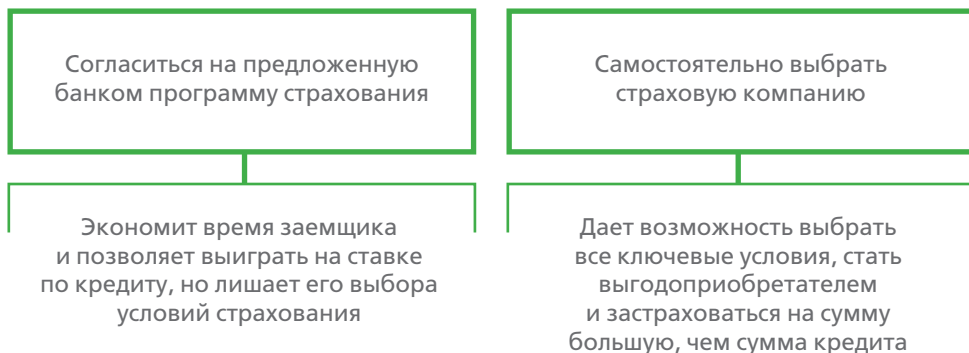 Согласиться на предложенную
банком программу страхования
Экономит время заемщика
и позволяет выиграть на ставке
по кредиту, но лишает его выбора
условий страхования
Самостоятельно выбрать
страховую компанию
Дает возможность выбрать
все ключевые условия, стать
выгодоприобретателем
и застраховаться на сумму
большую, чем сумма кредита